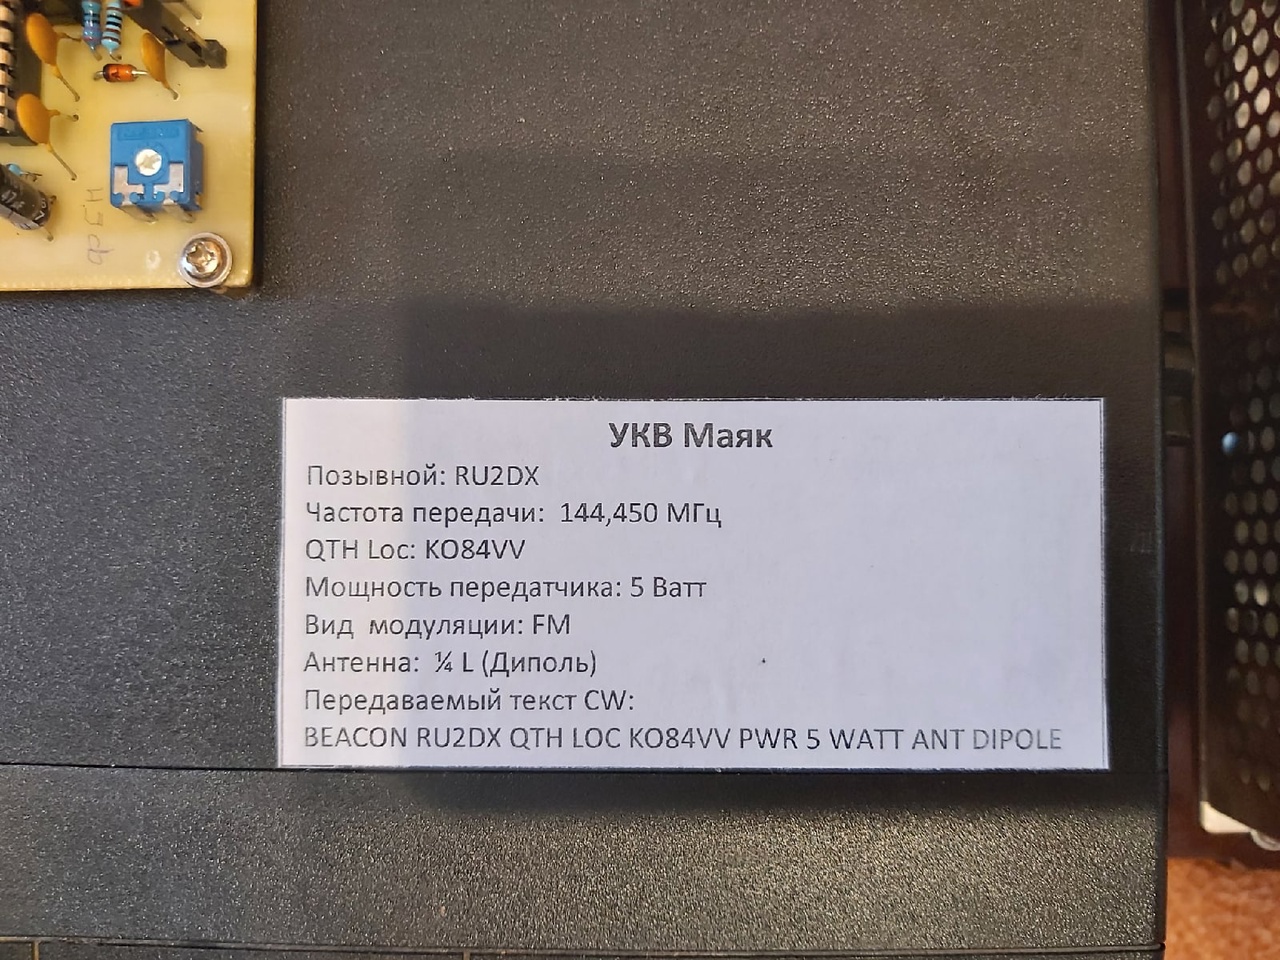 УКВ Маяк
Позывной: RU2DX
Частота передачи:  144,450 МГц
QTH Loc: KO84VV
Мощность передатчика: 5 Ватт
Вид  модуляции: FM
Антенна:  ¼ L (Диполь)
Передаваемый текст CW:
BEACON RU2DX QTH LOC KO84VV PWR 5 WATT ANT DIPOLE